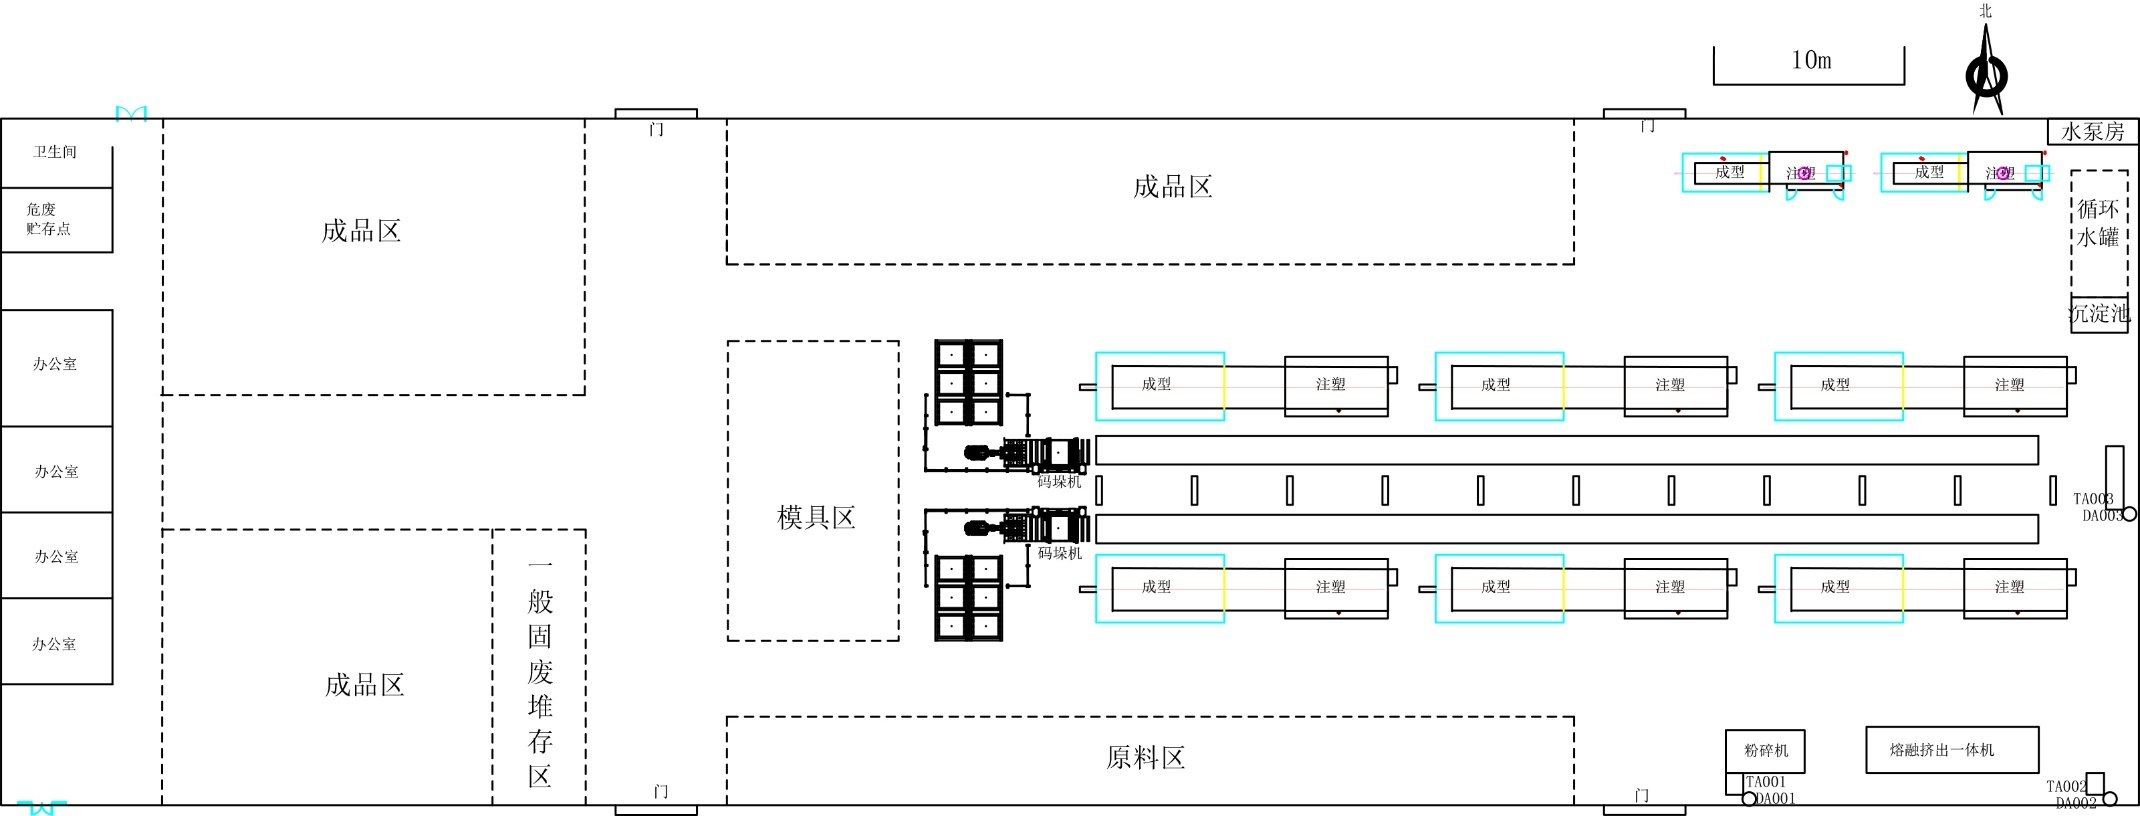 北
10m
门
门
水泵房
卫生间
成型
注塑
成型
注塑
危废
贮存点
成品区
成品区
循环
水罐
沉淀池
办公室
成型
注塑
成型
注塑
成型
注塑
办公室
码垛机
TA003
DA003
模具区
办公室
码垛机
成型
注塑
成型
注塑
成型
注塑
办公室
成品区
一
般
固
废
堆
存
区
原料区
粉碎机
熔融挤出一体机
门
门
TA001
DA001
TA002
DA002